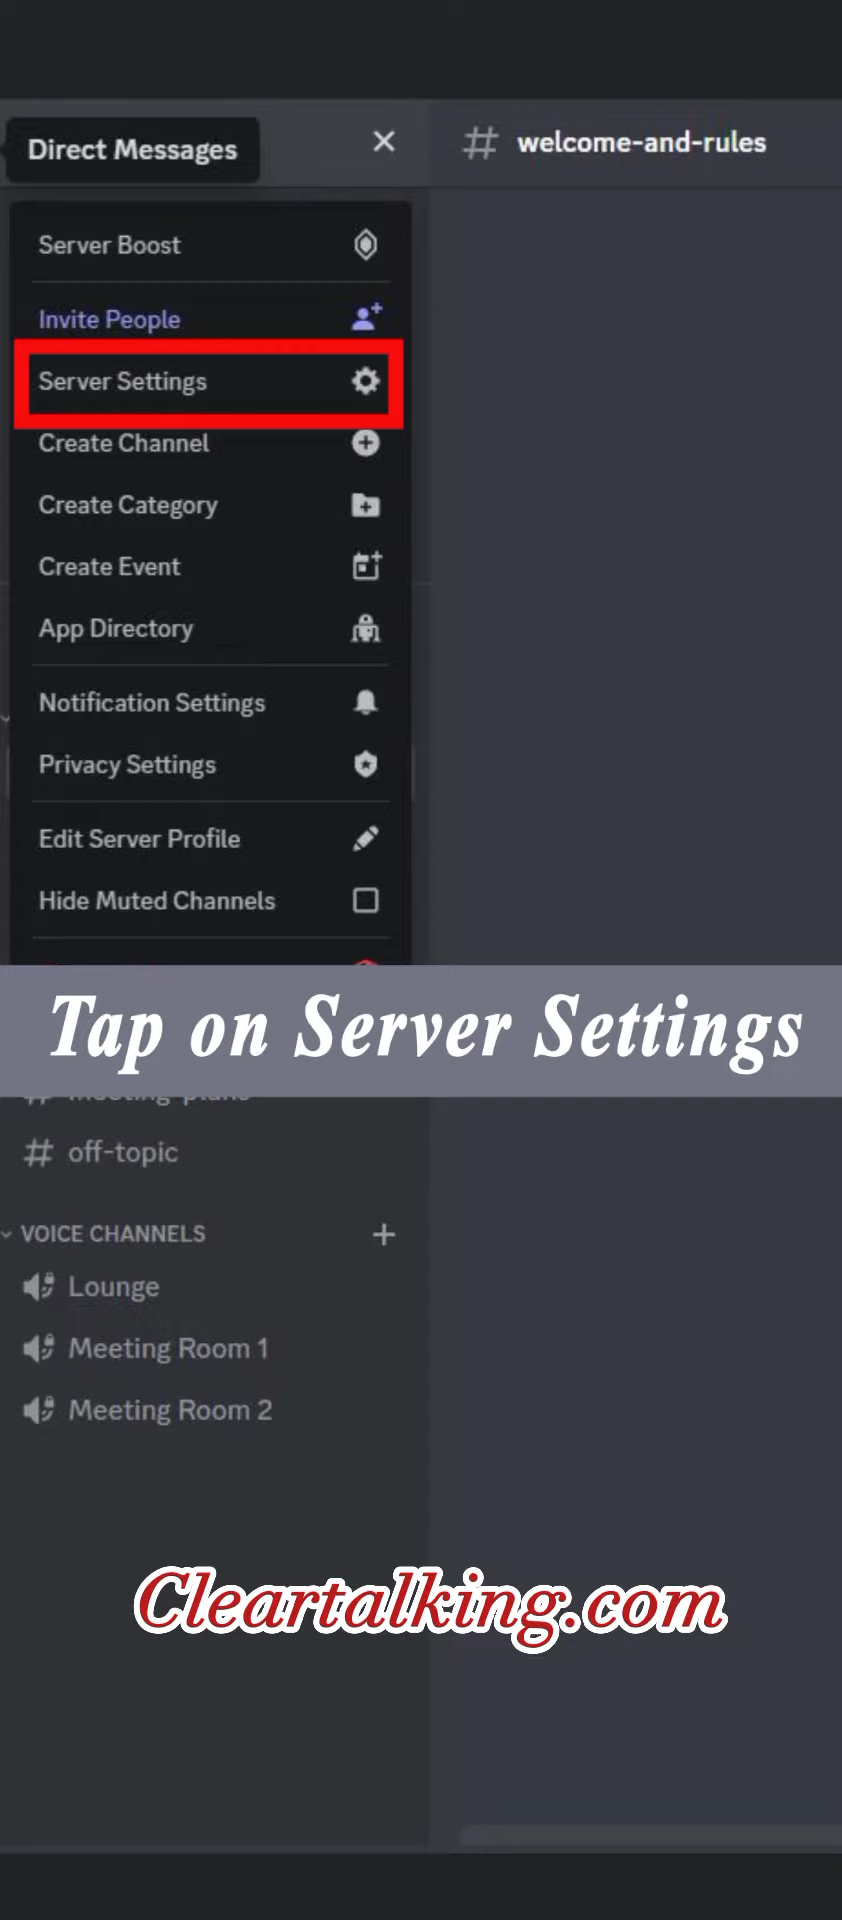 Direct Messages
# welcome-and-rules
Server Boost
Invite People
Server Settings
Create Channel
Create Category
Create Event
App Directory
Notification Settings
Privacy Settings
Edit Server Profile
Hide Muted Channels
Tap on Server Settings
# off-topic
VOICE CHANNELS
Lounge
Meeting Room 1
Meeting Room 2
Cleartalking.com